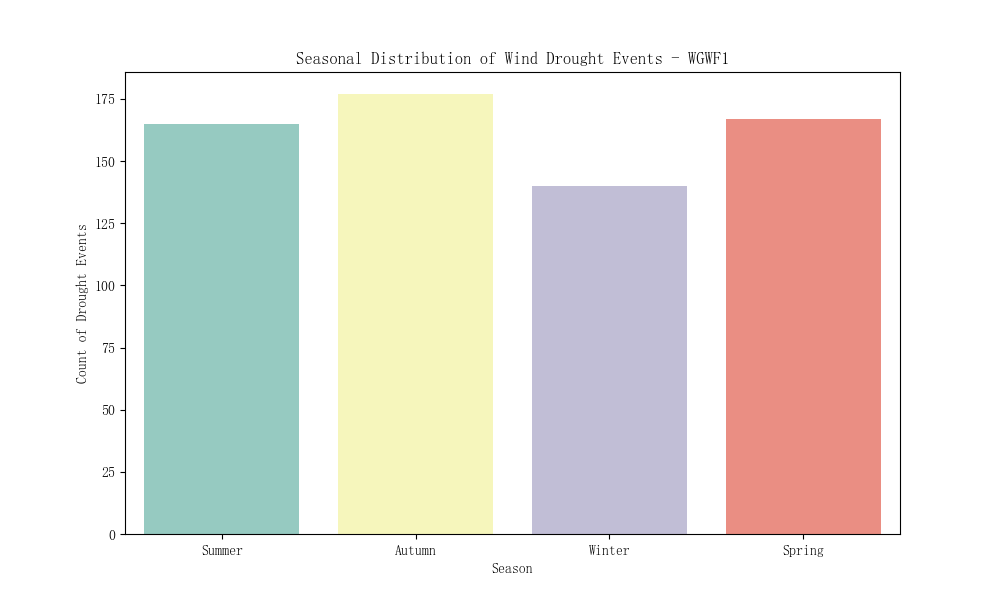 Seasonal Distribution of Wind Drought Events - WGWF1
Count of Drought Events
175
150
125
100
75
50
25
0
Summer
Autumn
Winter
Spring
Season